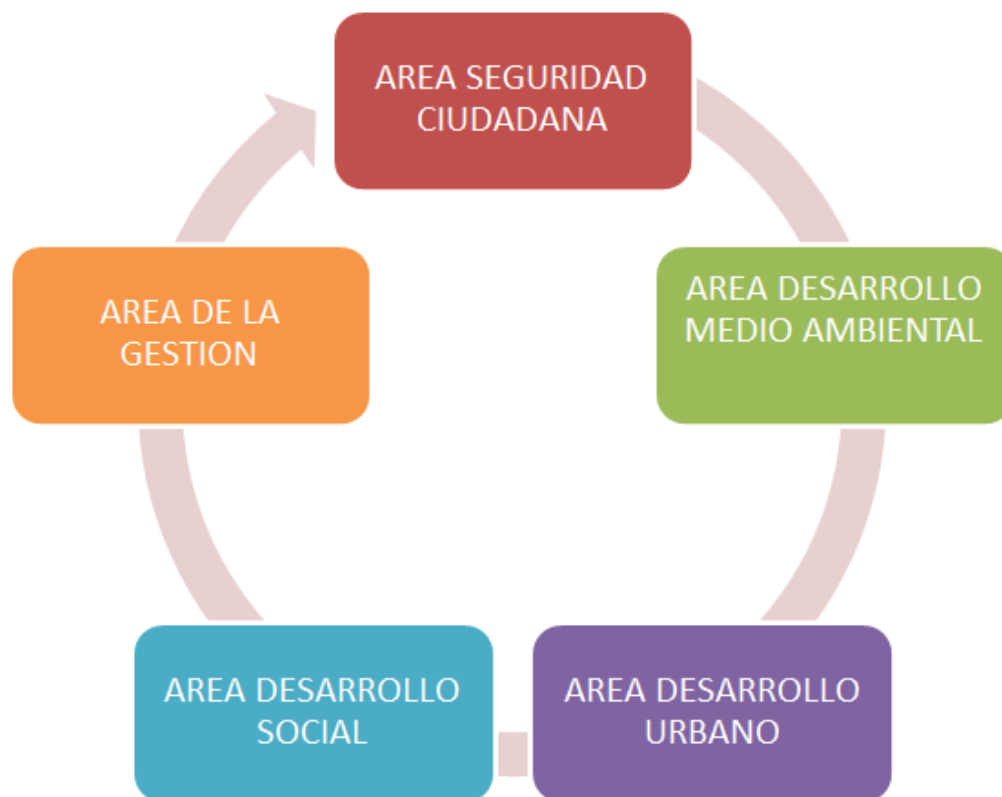 AREA SEGURIDAD
CIUDADANA
AREA DESARROLLO
MEDIO AMBIENTAL
AREA DESARROLLO
URBANO
AREA DESARROLLO
SOCIAL
AREA DE LA
GESTION